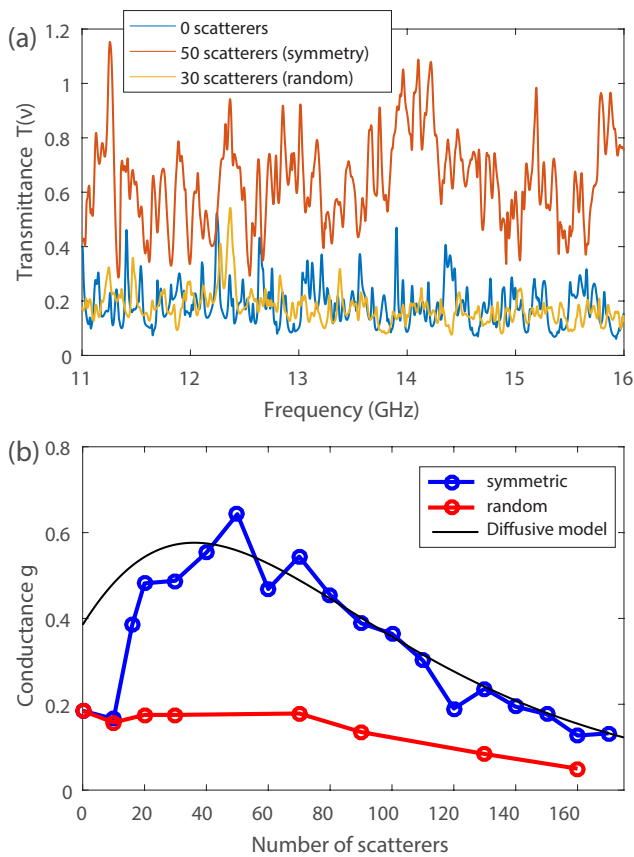 (a)
1.2
1
0.8
0.6
0.4
0.2
0
Transmittance T(ν)
0 scatterers
50 scatterers (symmetry)
30 scatterers (random)
11
12
13
14
15
16
Frequency (GHz)
(b)
0.8
0.6
0.4
0.2
0
Conductance g
symmetric
random
Diffusive model
0
20
40
60
80
100
120
140
160
Number of scatterers